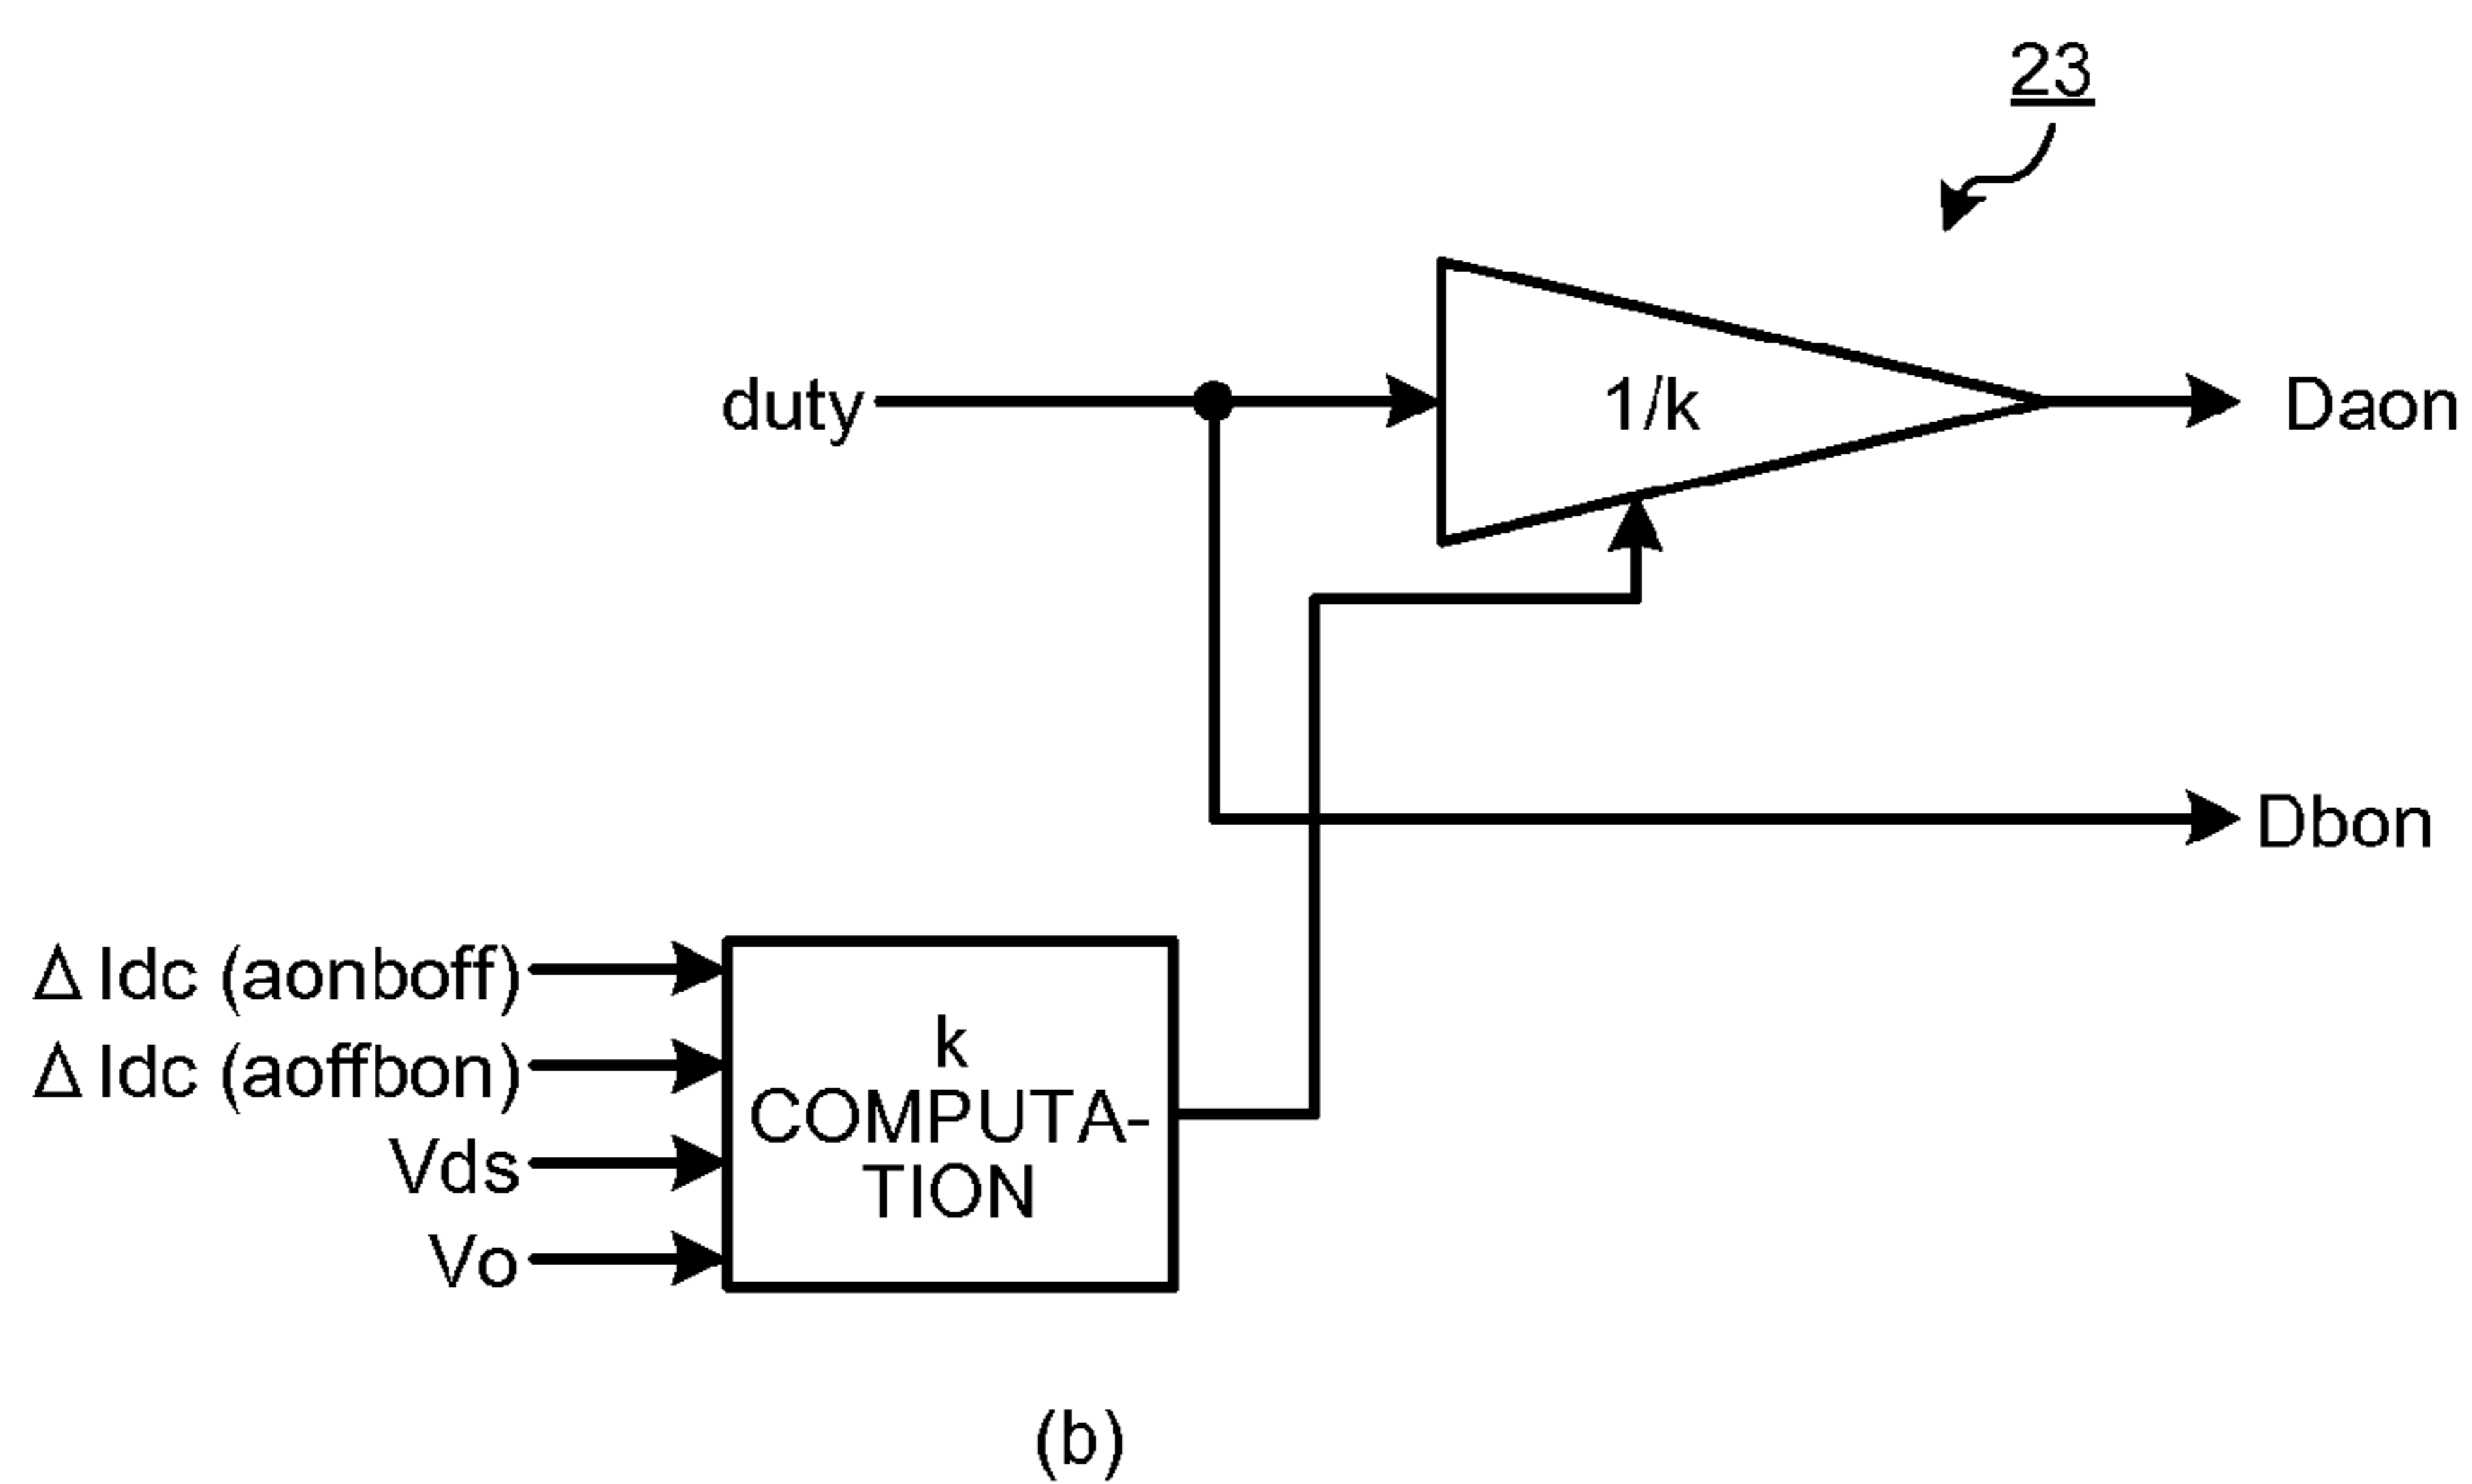 23
duty
1/k
Daon
Dbon
Δ Idc (aonboff)
Δ Idc (aoffbon)
Vds
Vo
k
COMPUTA-
TION
(b)